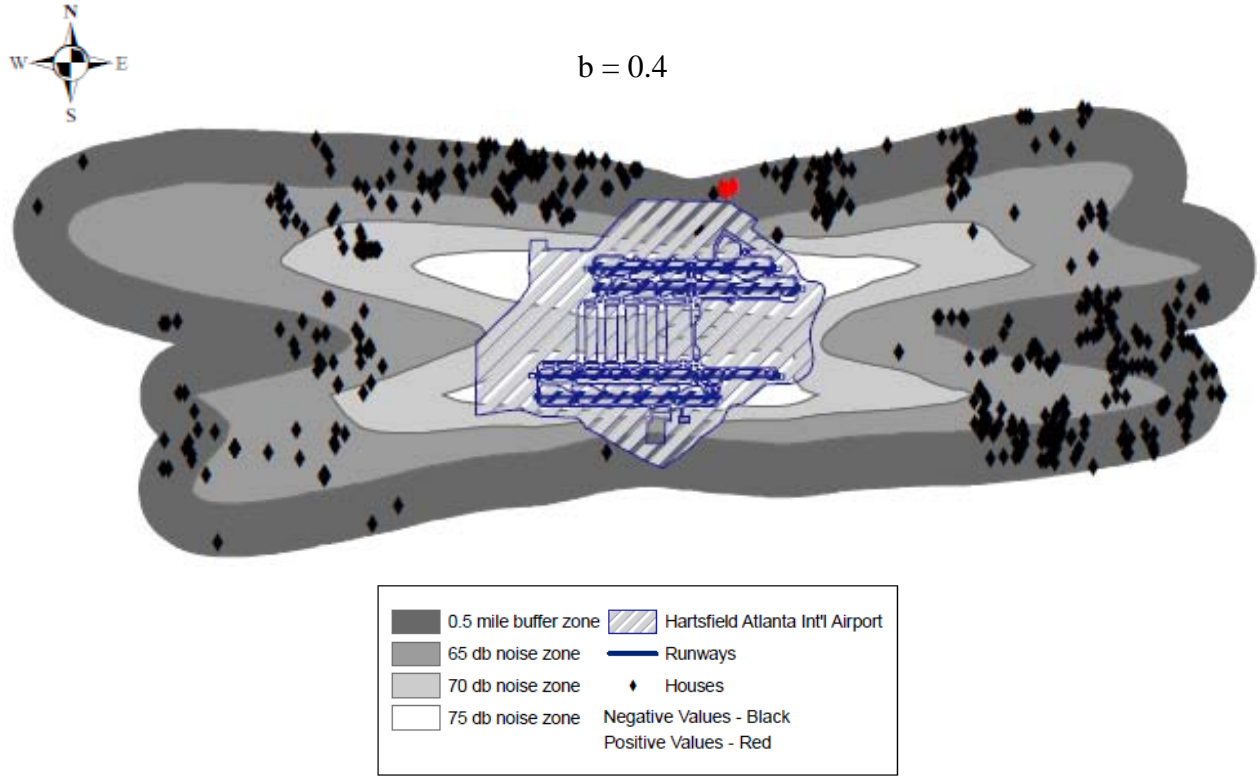 N
W E
S
b = 0.4
0.5 mile buffer zone Hartsfield Atlanta Int'l Airport
65 db noise zone Runways
70 db noise zone Houses
75 db noise zone Negative Values - Black
Positive Values - Red